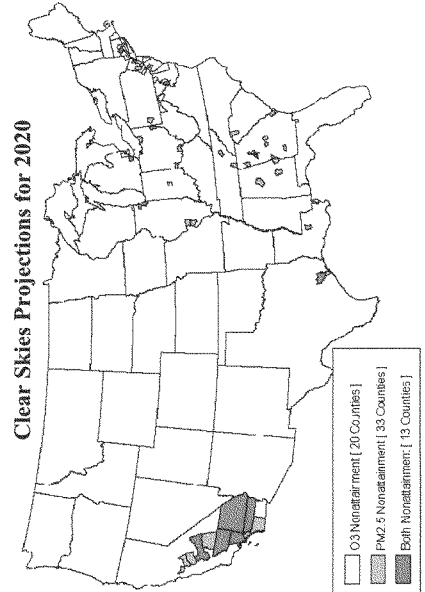 Clear Skies Projections for 2020
O3 Nonattainment [ 20 Counties ]
PM2.5 Nonattainment [ 33 Counties ]
Both Nonattainment [ 13 Counties ]